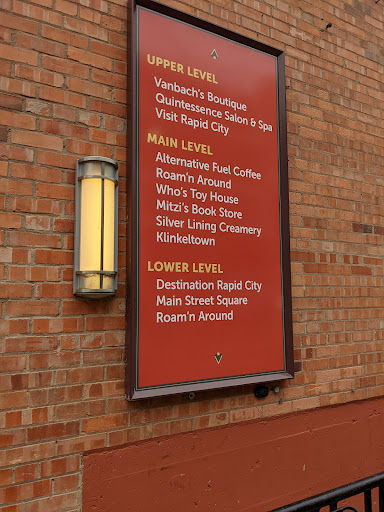 UPPER LEVEL
Vanbach's Boutique
Quintessence Salon & Spa
Visit Rapid City
MAIN LEVEL
Alternative Fuel Coffee
Roam'n Around
Who's Toy House
Mitzi's Book Store
Silver Lining Creamery
Klinkeltown
LOWER LEVEL
Destination Rapid City
Main Street Square
Roam'n Around